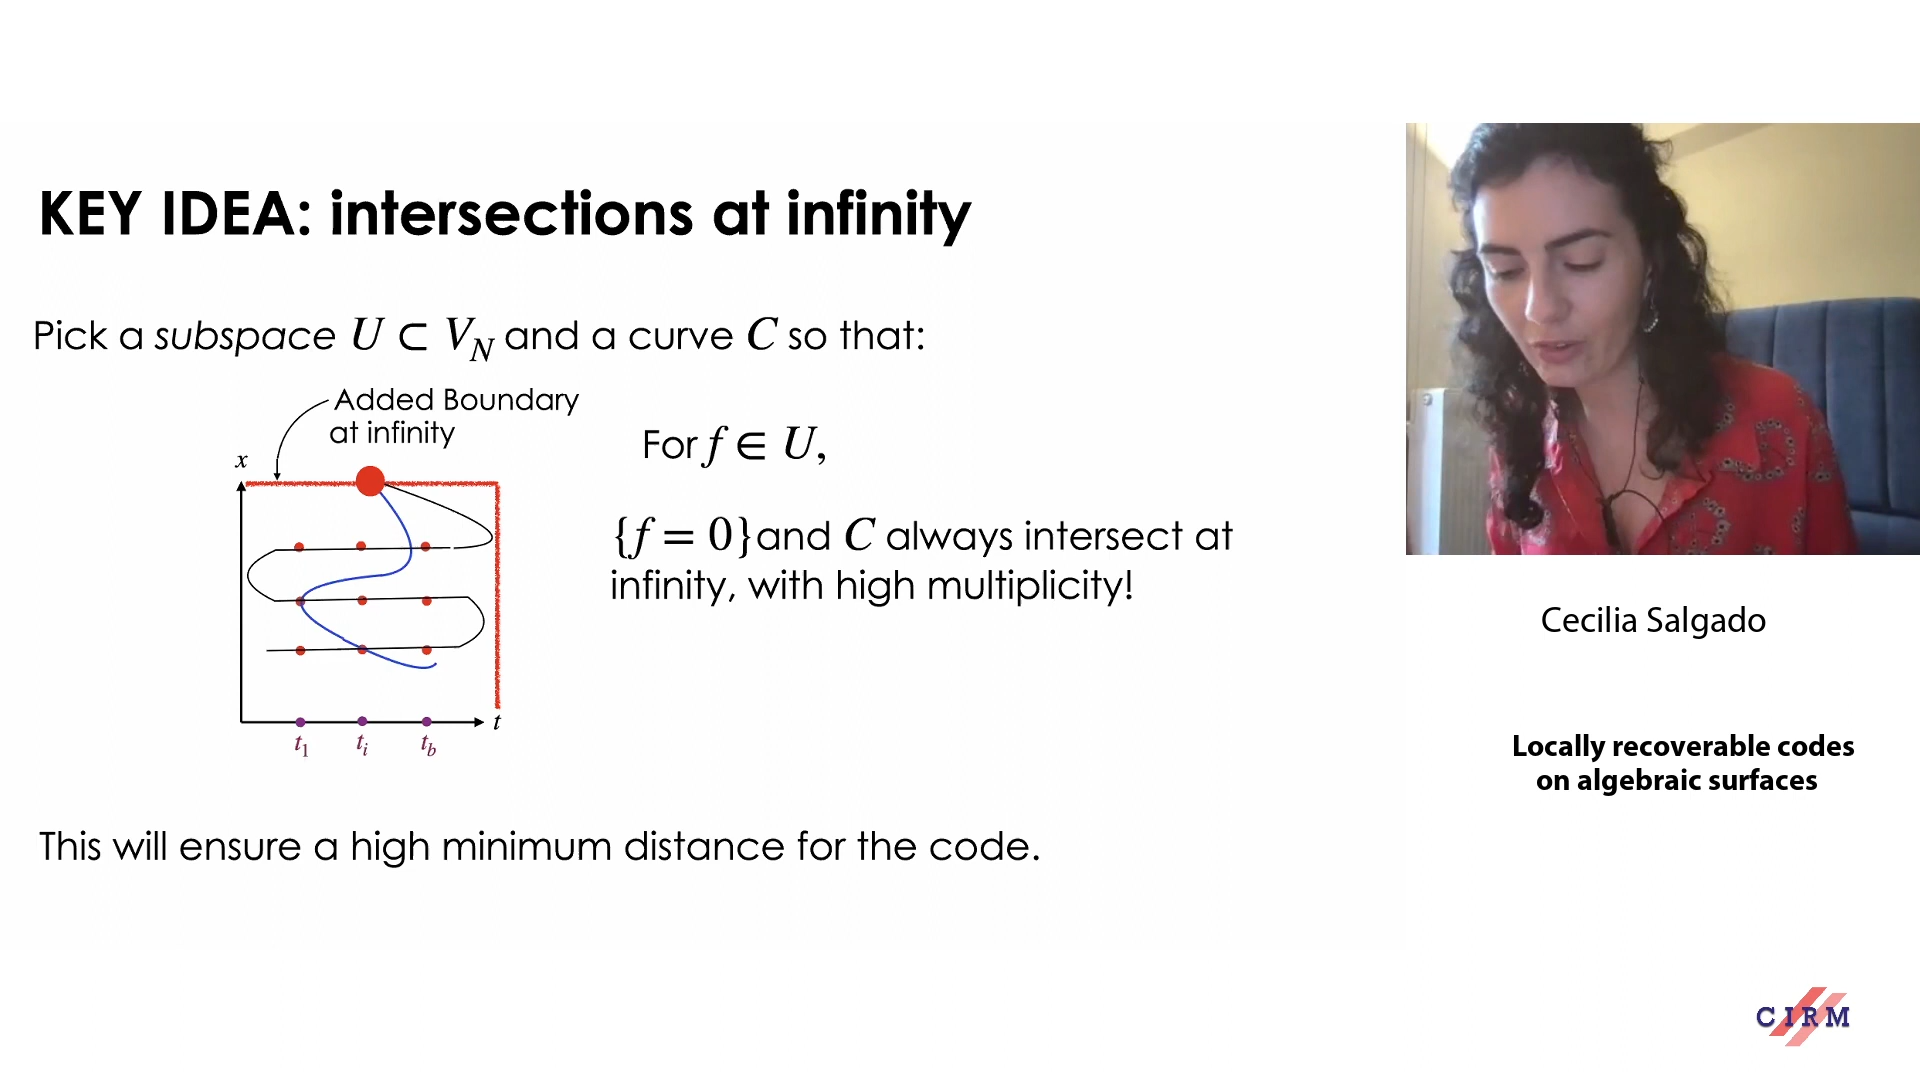 KEY IDEA: intersections at infinity
Pick a subspace U ⊂ V_N and a curve C so that:
Added Boundary
at infinity
x
For f ∈ U,
{f = 0} and C always intersect at
infinity, with high multiplicity!
t
t_1 t_i t_b
This will ensure a high minimum distance for the code.
Cecilia Salgado
Locally recoverable codes
on algebraic surfaces
CIRM